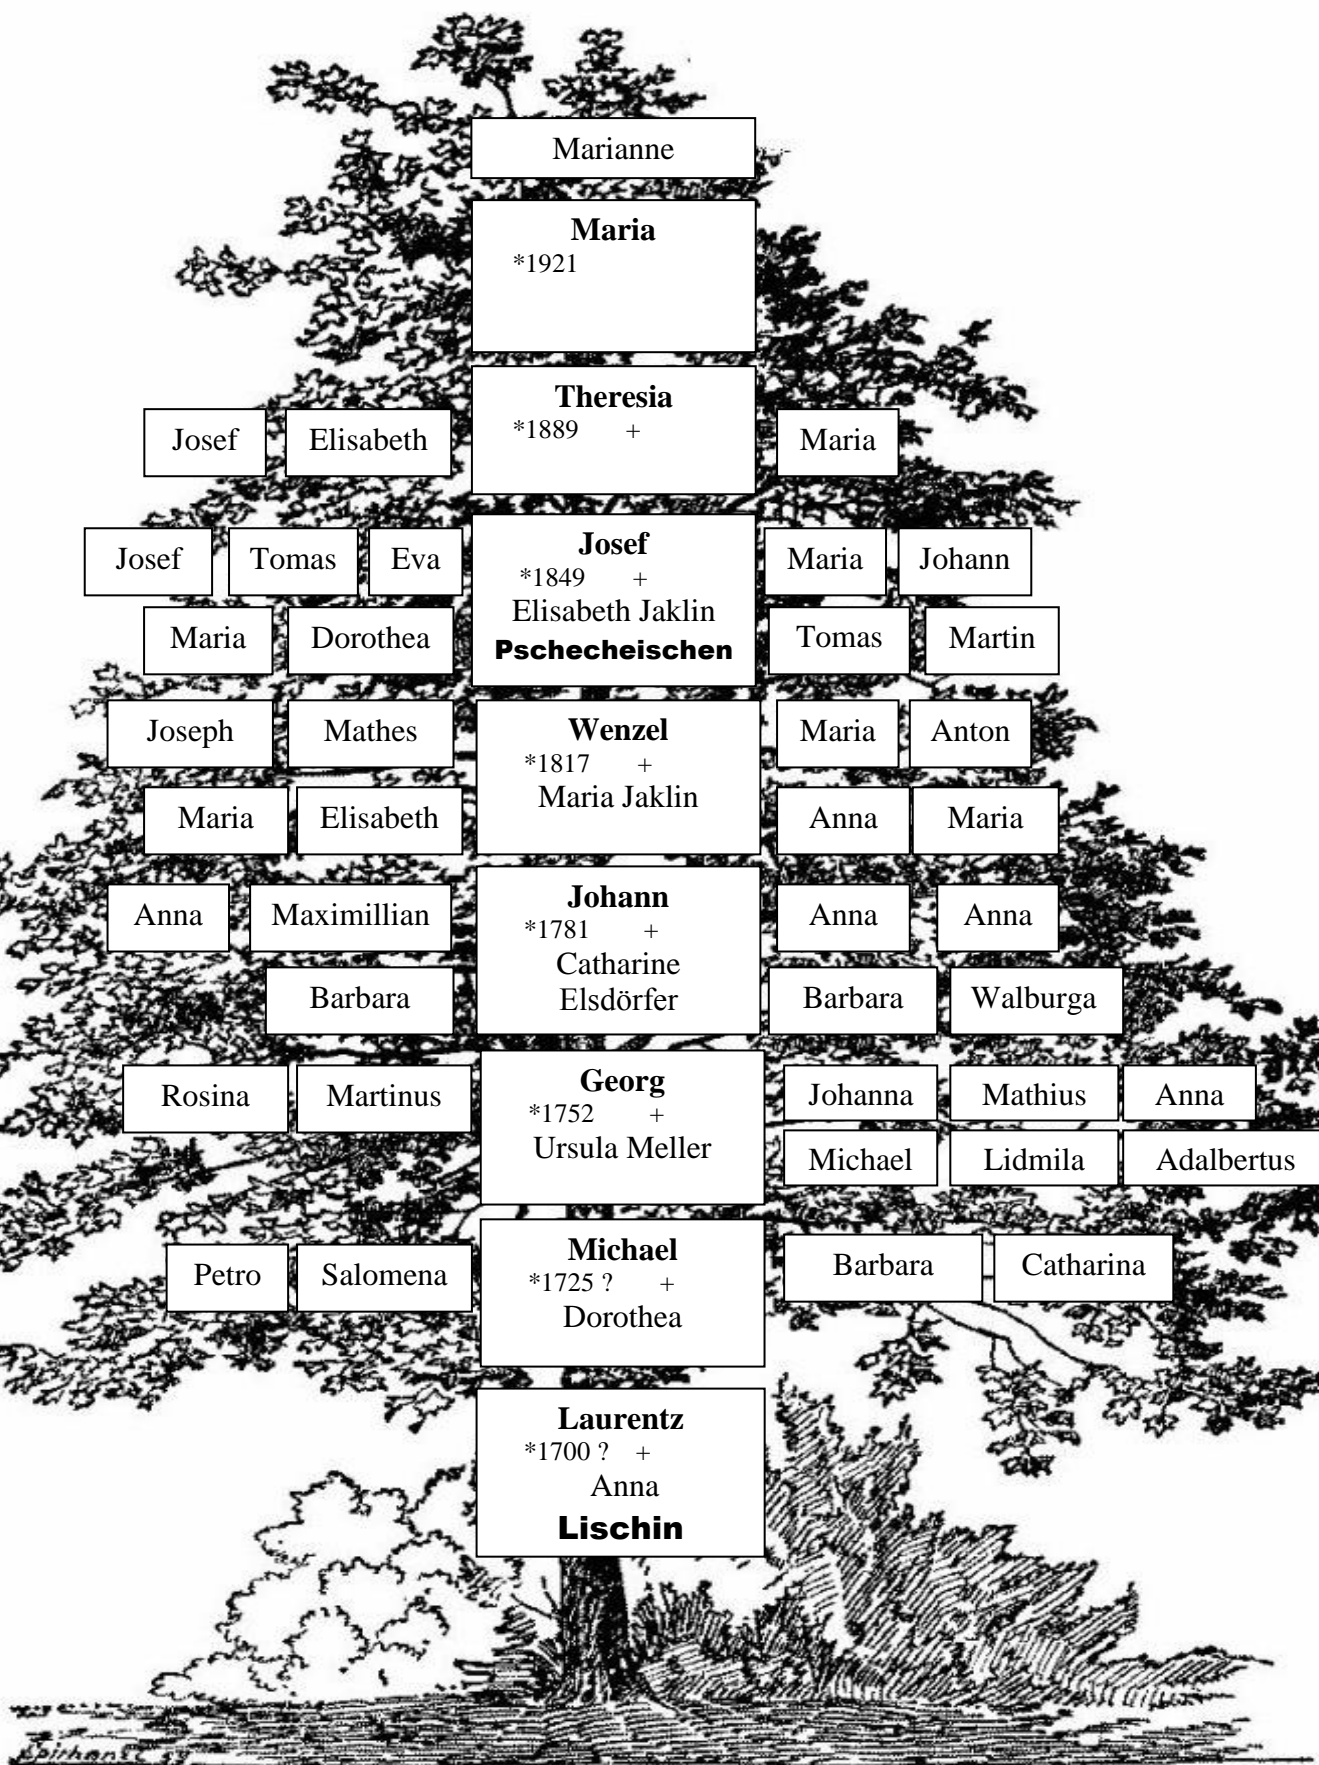 Marianne
Maria
*1921
Theresia
*1889 +
Josef Elisabeth Maria
Josef
*1849 +
Elisabeth Jaklin
Pschecheischen
Josef Tomas Eva Maria Johann
Maria Dorothea Tomas Martin
Wenzel
*1817 +
Maria Jaklin
Joseph Mathes Maria Anton
Maria Elisabeth Anna Maria
Johann
*1781 +
Catharine
Elsdörfer
Anna Maximillian Anna Anna
Barbara Barbara Walburga
Georg
*1752 +
Ursula Meller
Rosina Martinus Johanna Mathius Anna
Michael Lidmila Adalbertus
Michael
*1725 ? +
Dorothea
Petro Salomena Barbara Catharina
Laurentz
*1700 ? +
Anna
Lischin